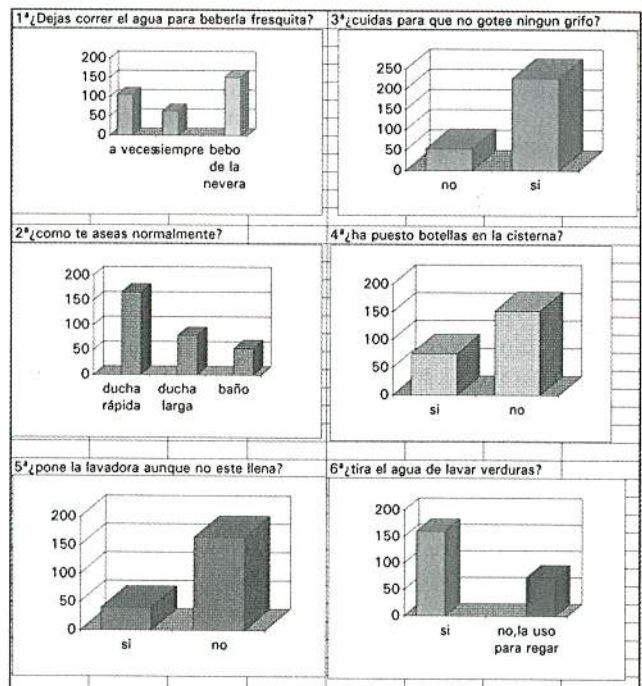 1ª¿Dejas correr el agua para beberla fresquita?
200
150
100
50
0
a veces siempre bebo
de la
nevera
3ª¿cuidas para que no gotee ningun grifo?
250
200
150
100
50
0
no si
2ª¿como te aseas normalmente?
200
150
100
50
0
ducha ducha baño
rápida larga
4ª¿ha puesto botellas en la cisterna?
200
150
100
50
0
si no
5ª¿pone la lavadora aunque no este llena?
200
150
100
50
0
si no
6ª¿tira el agua de lavar verduras?
200
150
100
50
0
si no,la uso
para regar